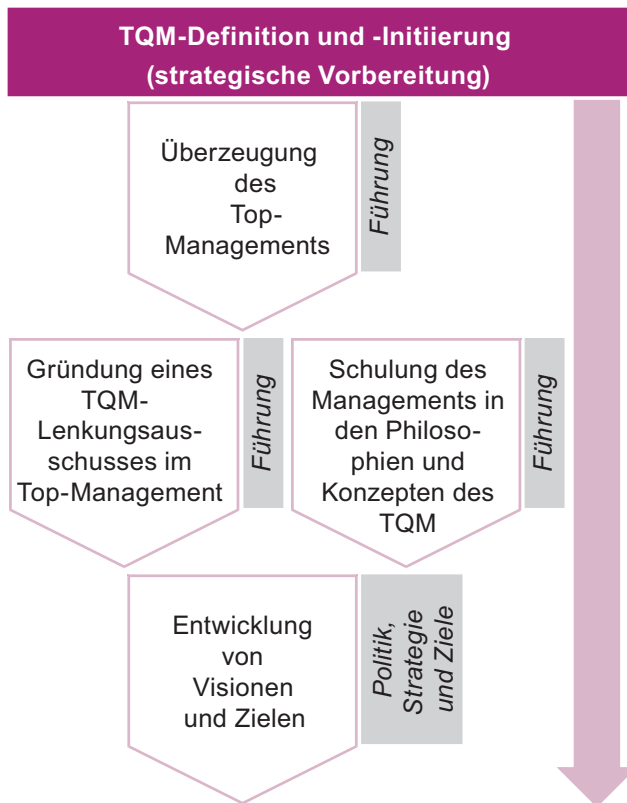 TQM-Definition und -Initiierung
(strategische Vorbereitung)
Überzeugung
des
Top-
Managements
Führung
Gründung eines
TQM-
Lenkungsaus-
schusses im
Top-Management
Führung
Schulung des
Managements in
den Philoso-
phien und
Konzepten des
TQM
Führung
Entwicklung
von
Visionen
und Zielen
Politik,
Strategie
und Ziele